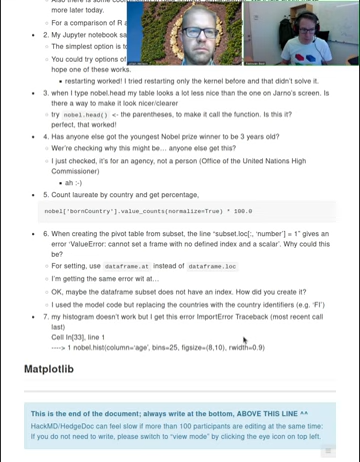 more later today.
For a comparison of R a
2. My Jupyter notebook sa
The simplest option is to
You could try options of
hope one of these works.
restarting worked! I tried restarting only the kernel before and that didn't solve it.
3. when I type nobel.head my table looks a lot less nice than the one on Jarno's screen. Is
there a way to make it look nicer/clearer
try nobel.head() <- the parentheses, to make it call the function. Is this it?
perfect, that worked!
4. Has anyone else got the youngest Nobel prize winner to be 3 years old?
We're checking why this might be... anyone else get this?
I just checked, it's for an agency, not a person (Office of the United Nations High
Commissioner)
ah :-)
5. Count laureate by country and get percentage,
nobel['bornCountry'].value_counts(normalize=True) * 100.0
6. When creating the pivot table from subset, the line "subset.loc[:, 'number'] = 1" gives an
error 'ValueError: cannot set a frame with no defined index and a scalar'. Why could this
be?
For setting, use dataframe.at instead of dataframe.loc
I'm getting the same error wit at...
OK, maybe the dataframe subset does not have an index. How did you create it?
I used the model code but replacing the countries with the country identifiers (e.g. 'FI')
7. my histogram doesn't work but I get this error ImportError Traceback (most recent call
last)
Cell In[33], line 1
----> 1 nobel.hist(column='age', bins=25, figsize=(8,10), rwidth=0.9)
Matplotlib
This is the end of the document; always write at the bottom, ABOVE THIS LINE ^^
HackMD/HedgeDoc can feel slow if more than 100 participants are editing at the same time:
If you do not need to write, please switch to "view mode" by clicking the eye icon on top left.